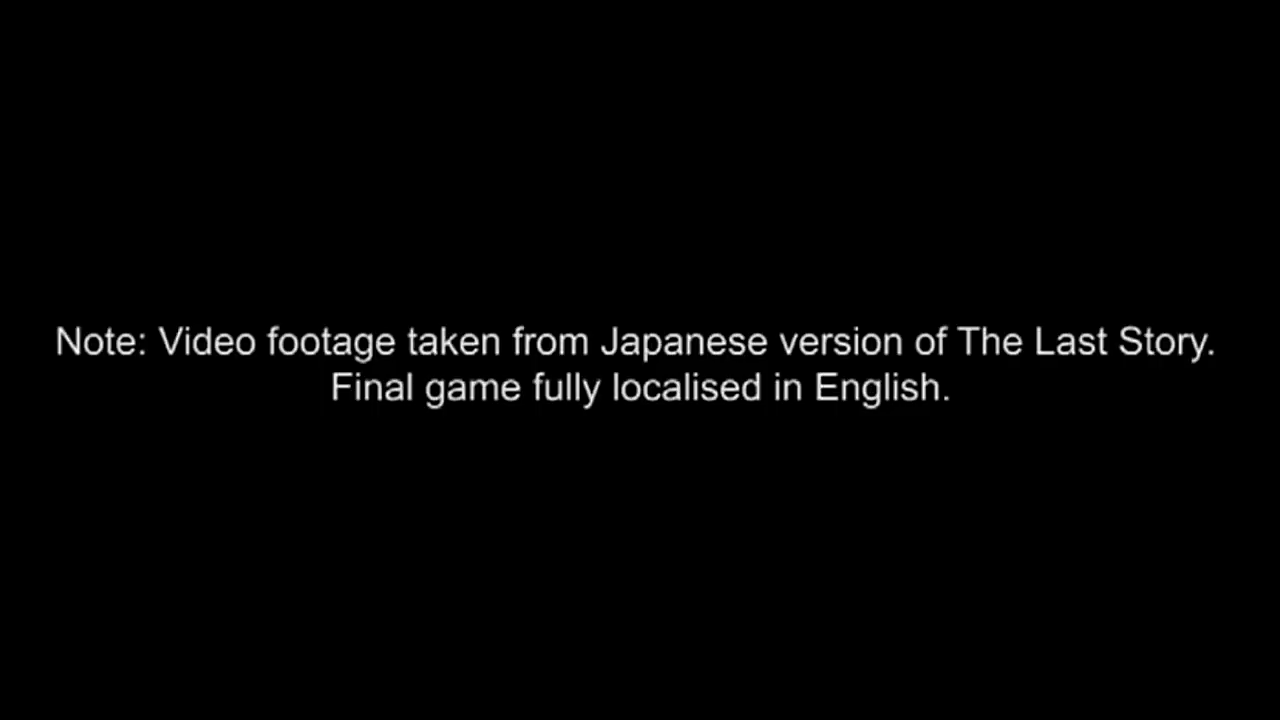 Note: Video footage taken from Japanese version of The Last Story.
Final game fully localised in English.